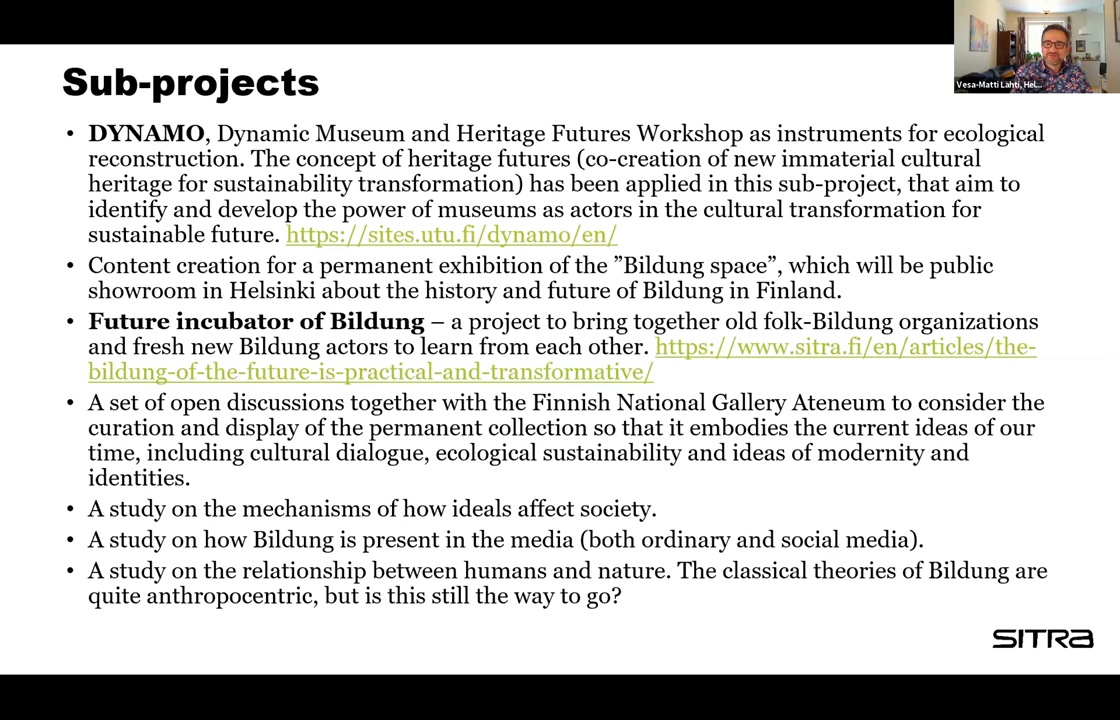 Vesa-Matti Lahti, Hel...
Sub-projects
• DYNAMO, Dynamic Museum and Heritage Futures Workshop as instruments for ecological
reconstruction. The concept of heritage futures (co-creation of new immaterial cultural
heritage for sustainability transformation) has been applied in this sub-project, that aim to
identify and develop the power of museums as actors in the cultural transformation for
sustainable future. https://sites.utu.fi/dynamo/en/
• Content creation for a permanent exhibition of the ”Bildung space”, which will be public
showroom in Helsinki about the history and future of Bildung in Finland.
• Future incubator of Bildung – a project to bring together old folk-Bildung organizations
and fresh new Bildung actors to learn from each other. https://www.sitra.fi/en/articles/the-
bildung-of-the-future-is-practical-and-transformative/
• A set of open discussions together with the Finnish National Gallery Ateneum to consider the
curation and display of the permanent collection so that it embodies the current ideas of our
time, including cultural dialogue, ecological sustainability and ideas of modernity and
identities.
• A study on the mechanisms of how ideals affect society.
• A study on how Bildung is present in the media (both ordinary and social media).
• A study on the relationship between humans and nature. The classical theories of Bildung are
quite anthropocentric, but is this still the way to go?
SITRA